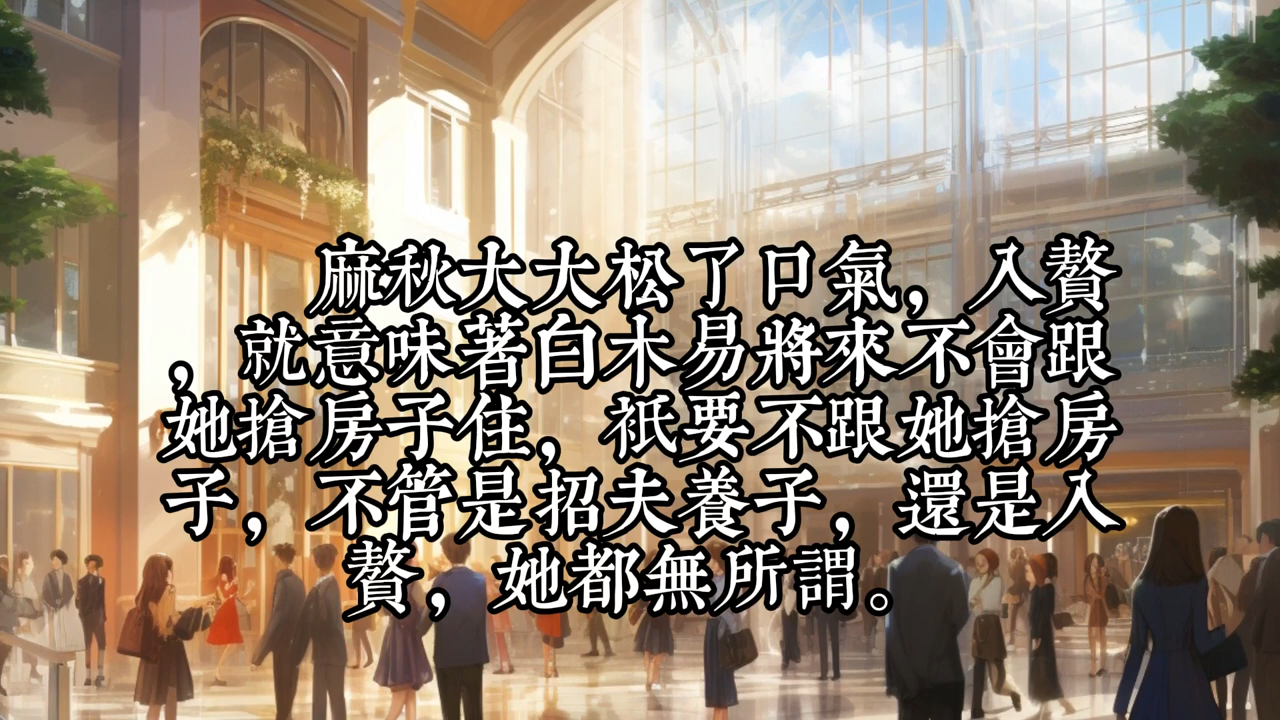 麻秋大大松了口氣，入贅
，就意味著白木易將來不會跟
她搶房子住，祇要不跟她搶房
子，不管是招夫養子，還是入
贅，她都無所謂。